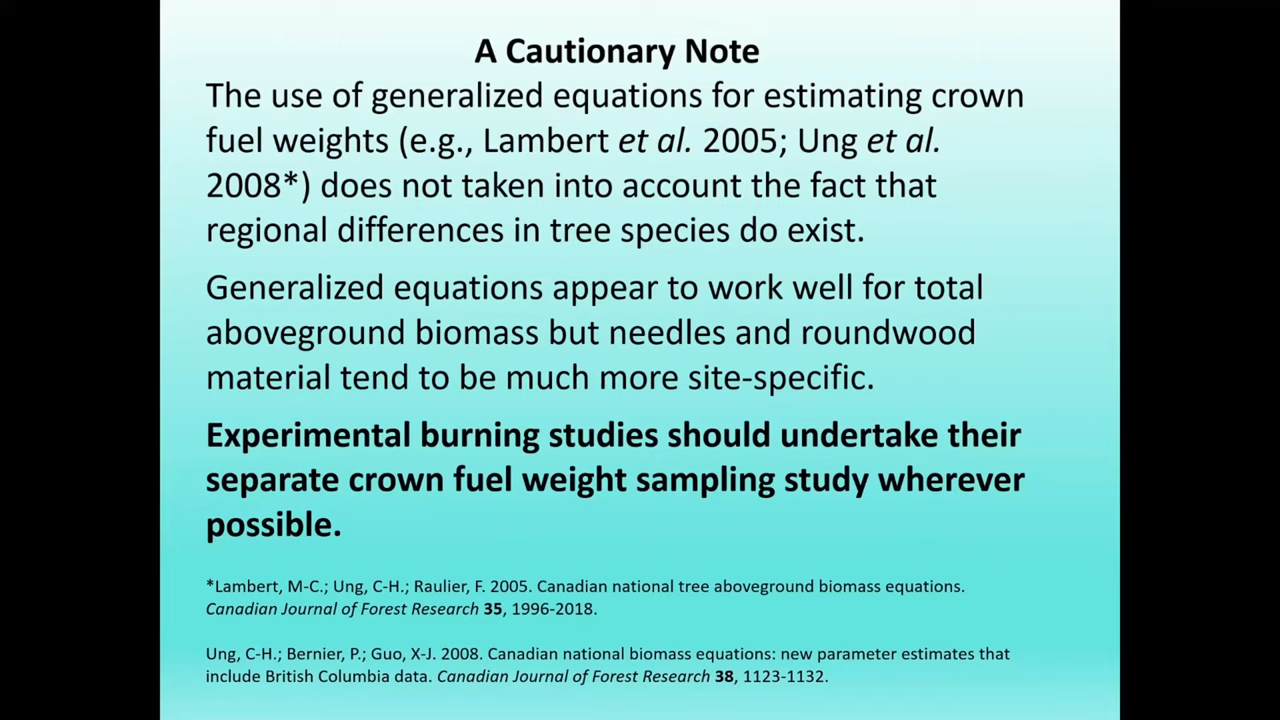 A Cautionary Note
The use of generalized equations for estimating crown
fuel weights (e.g., Lambert et al. 2005; Ung et al.
2008*) does not taken into account the fact that
regional differences in tree species do exist.
Generalized equations appear to work well for total
aboveground biomass but needles and roundwood
material tend to be much more site-specific.
Experimental burning studies should undertake their
separate crown fuel weight sampling study wherever
possible.
*Lambert, M-C.; Ung, C-H.; Raulier, F. 2005. Canadian national tree aboveground biomass equations.
Canadian Journal of Forest Research 35, 1996-2018.
Ung, C-H.; Bernier, P.; Guo, X-J. 2008. Canadian national biomass equations: new parameter estimates that
include British Columbia data. Canadian Journal of Forest Research 38, 1123-1132.